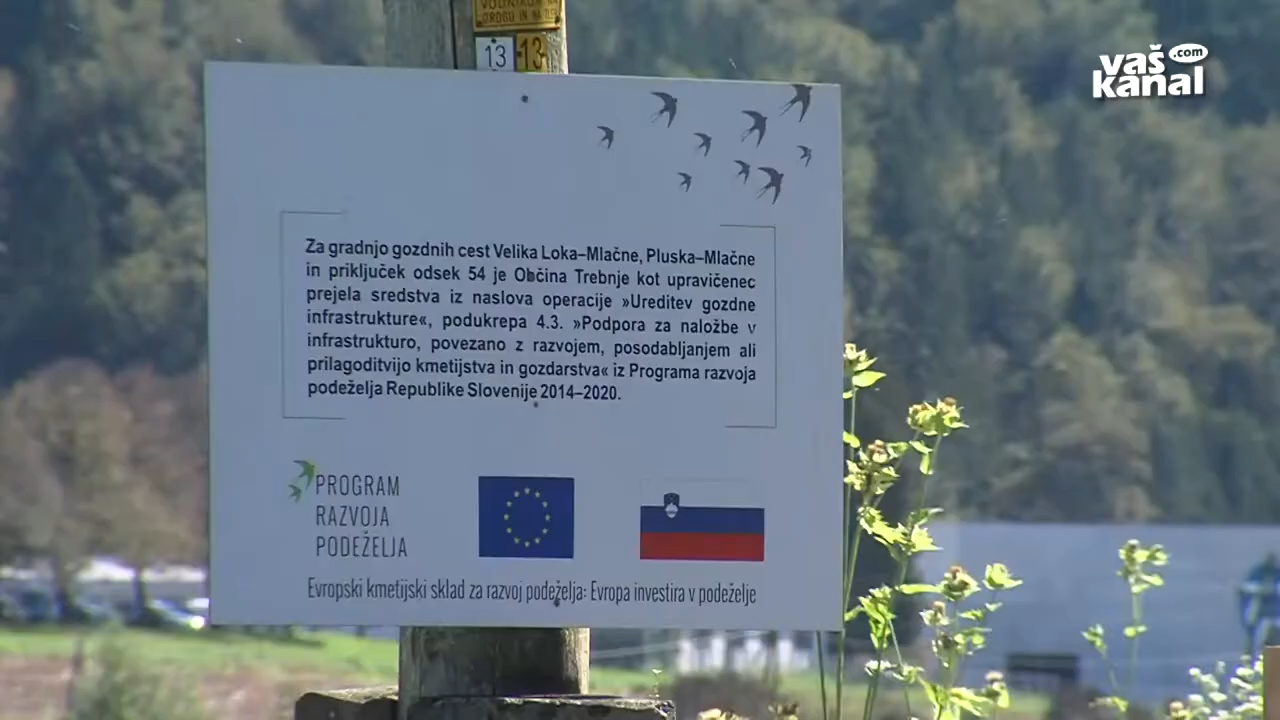 13 13
vaš .com
kanal
Za gradnjo gozdnih cest Velika Loka–Mlačne, Pluska–Mlačne
in priključek odsek 54 je Občina Trebnje kot upravičenec
prejela sredstva iz naslova operacije »Ureditev gozdne
infrastrukture«, podukrepa 4.3. »Podpora za naložbe v
infrastrukturo, povezano z razvojem, posodabljanjem ali
prilagoditvijo kmetijstva in gozdarstva« iz Programa razvoja
podeželja Republike Slovenije 2014–2020.
PROGRAM
RAZVOJA
PODEŽELJA
Evropski kmetijski sklad za razvoj podeželja: Evropa investira v podeželje